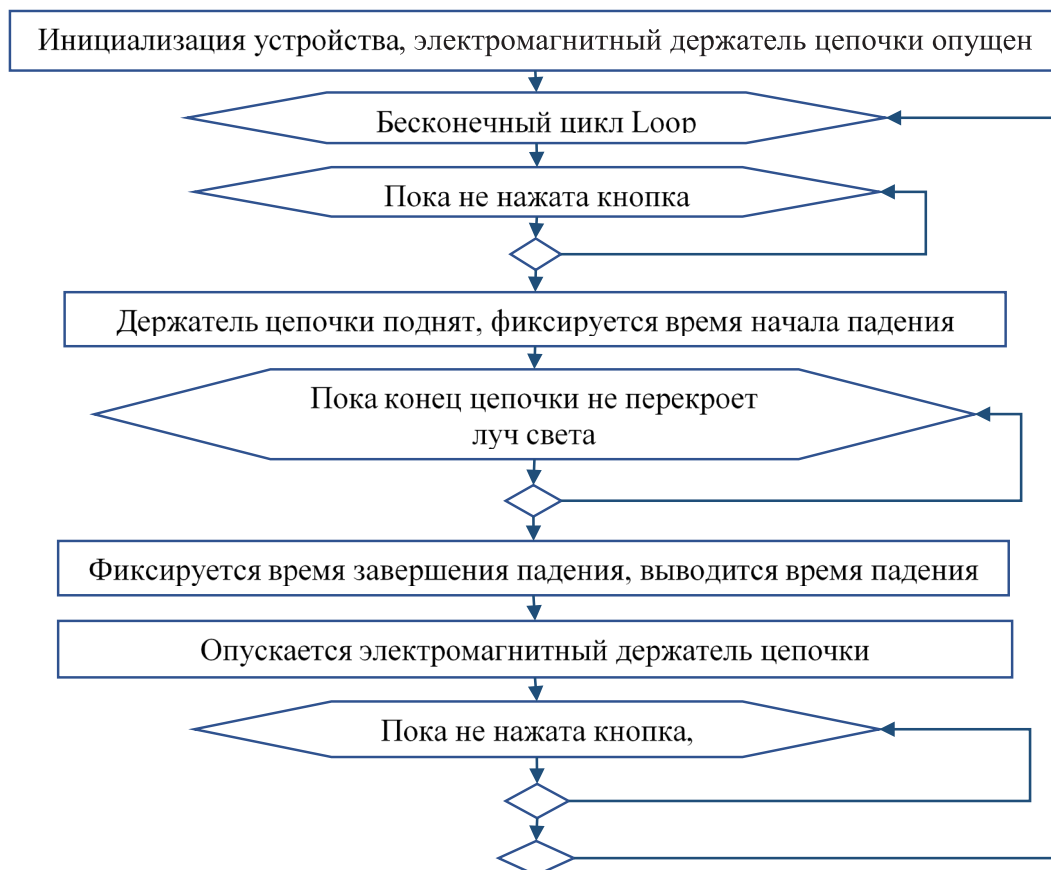 Инициализация устройства, электромагнитный держатель цепочки опущен
Бесконечный цикл Loop
Пока не нажата кнопка
Держатель цепочки поднят, фиксируется время начала падения
Пока конец цепочки не перекроет
луч света
Фиксируется время завершения падения, выводится время падения
Опускается электромагнитный держатель цепочки
Пока не нажата кнопка,